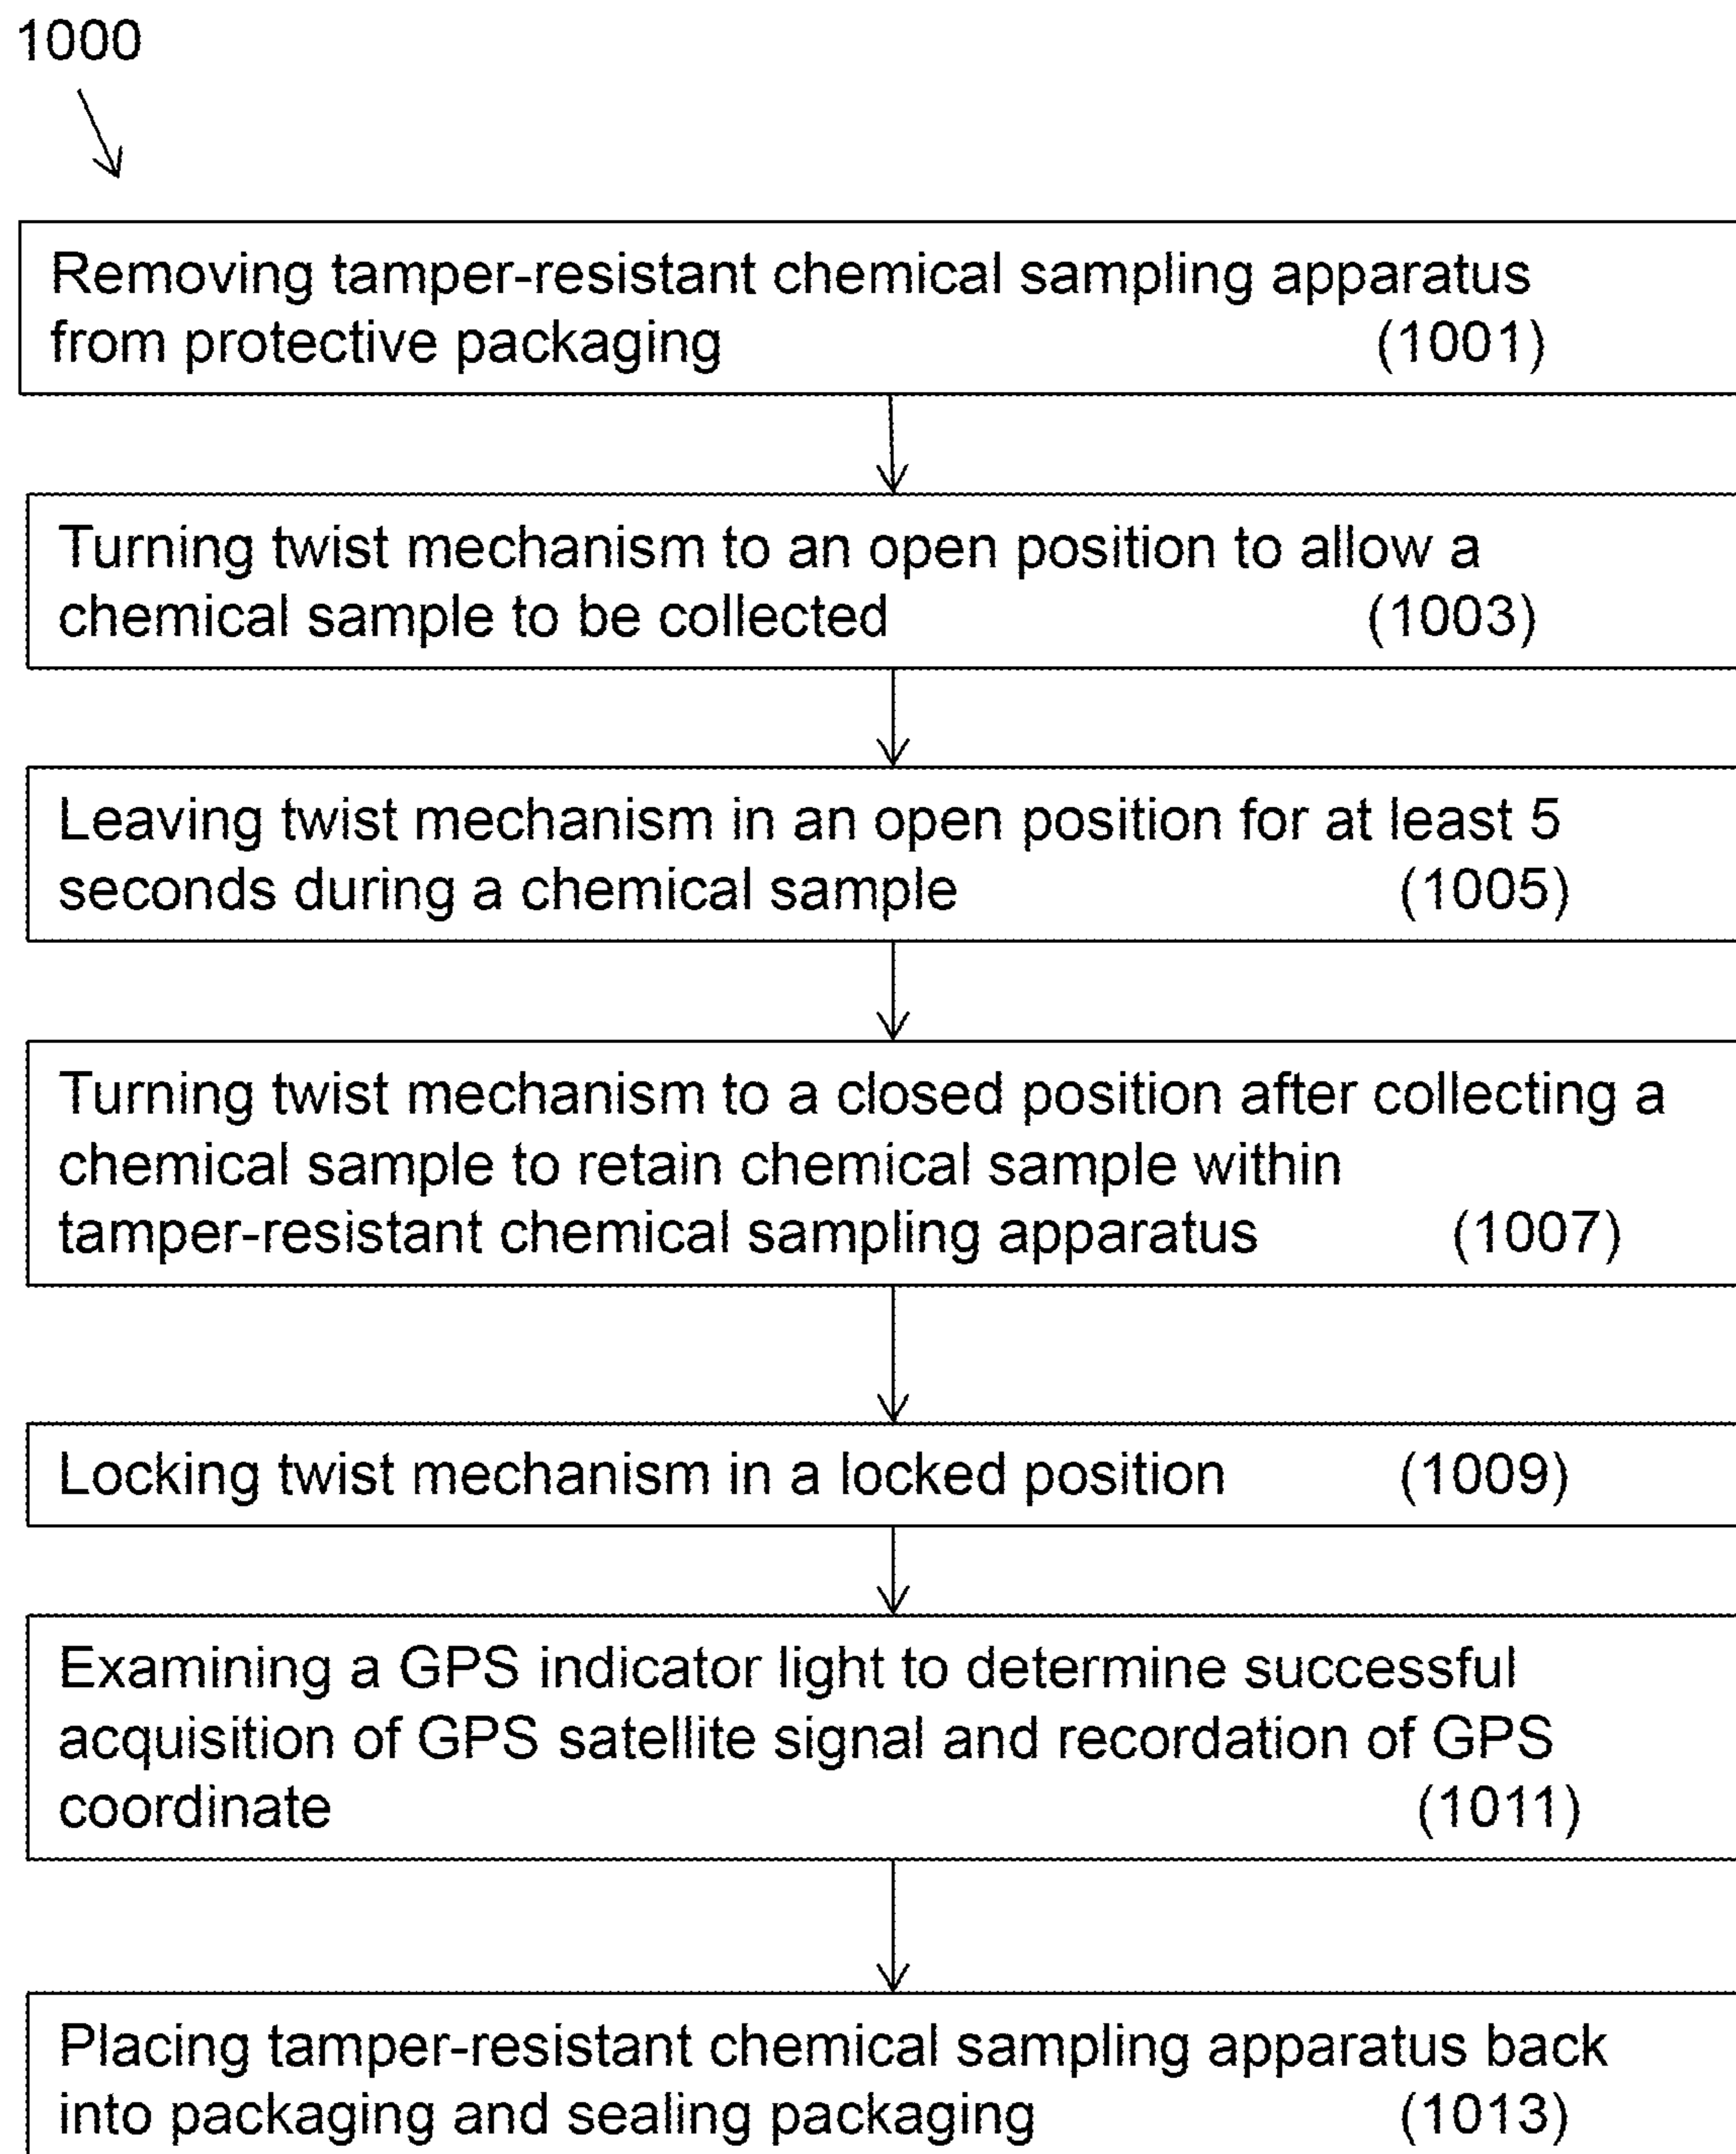 1000
Removing tamper-resistant chemical sampling apparatus
from protective packaging (1001)
Turning twist mechanism to an open position to allow a
chemical sample to be collected (1003)
Leaving twist mechanism in an open position for at least 5
seconds during a chemical sample (1005)
Turning twist mechanism to a closed position after collecting a
chemical sample to retain chemical sample within
tamper-resistant chemical sampling apparatus (1007)
Locking twist mechanism in a locked position (1009)
Examining a GPS indicator light to determine successful
acquisition of GPS satellite signal and recordation of GPS
coordinate (1011)
Placing tamper-resistant chemical sampling apparatus back
into packaging and sealing packaging (1013)